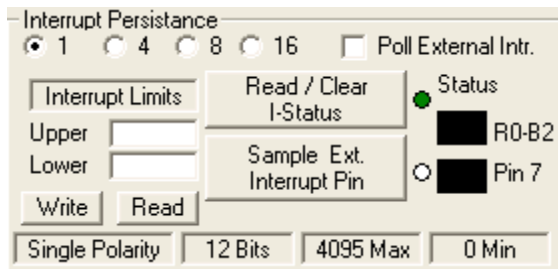 Interrupt Persistance
1 4 8 16 Poll External Intr.
Interrupt Limits
Upper
Lower
Write Read
Read / Clear
I-Status
Sample Ext.
Interrupt Pin
Status
R0-B2
Pin 7
Single Polarity 12 Bits 4095 Max 0 Min